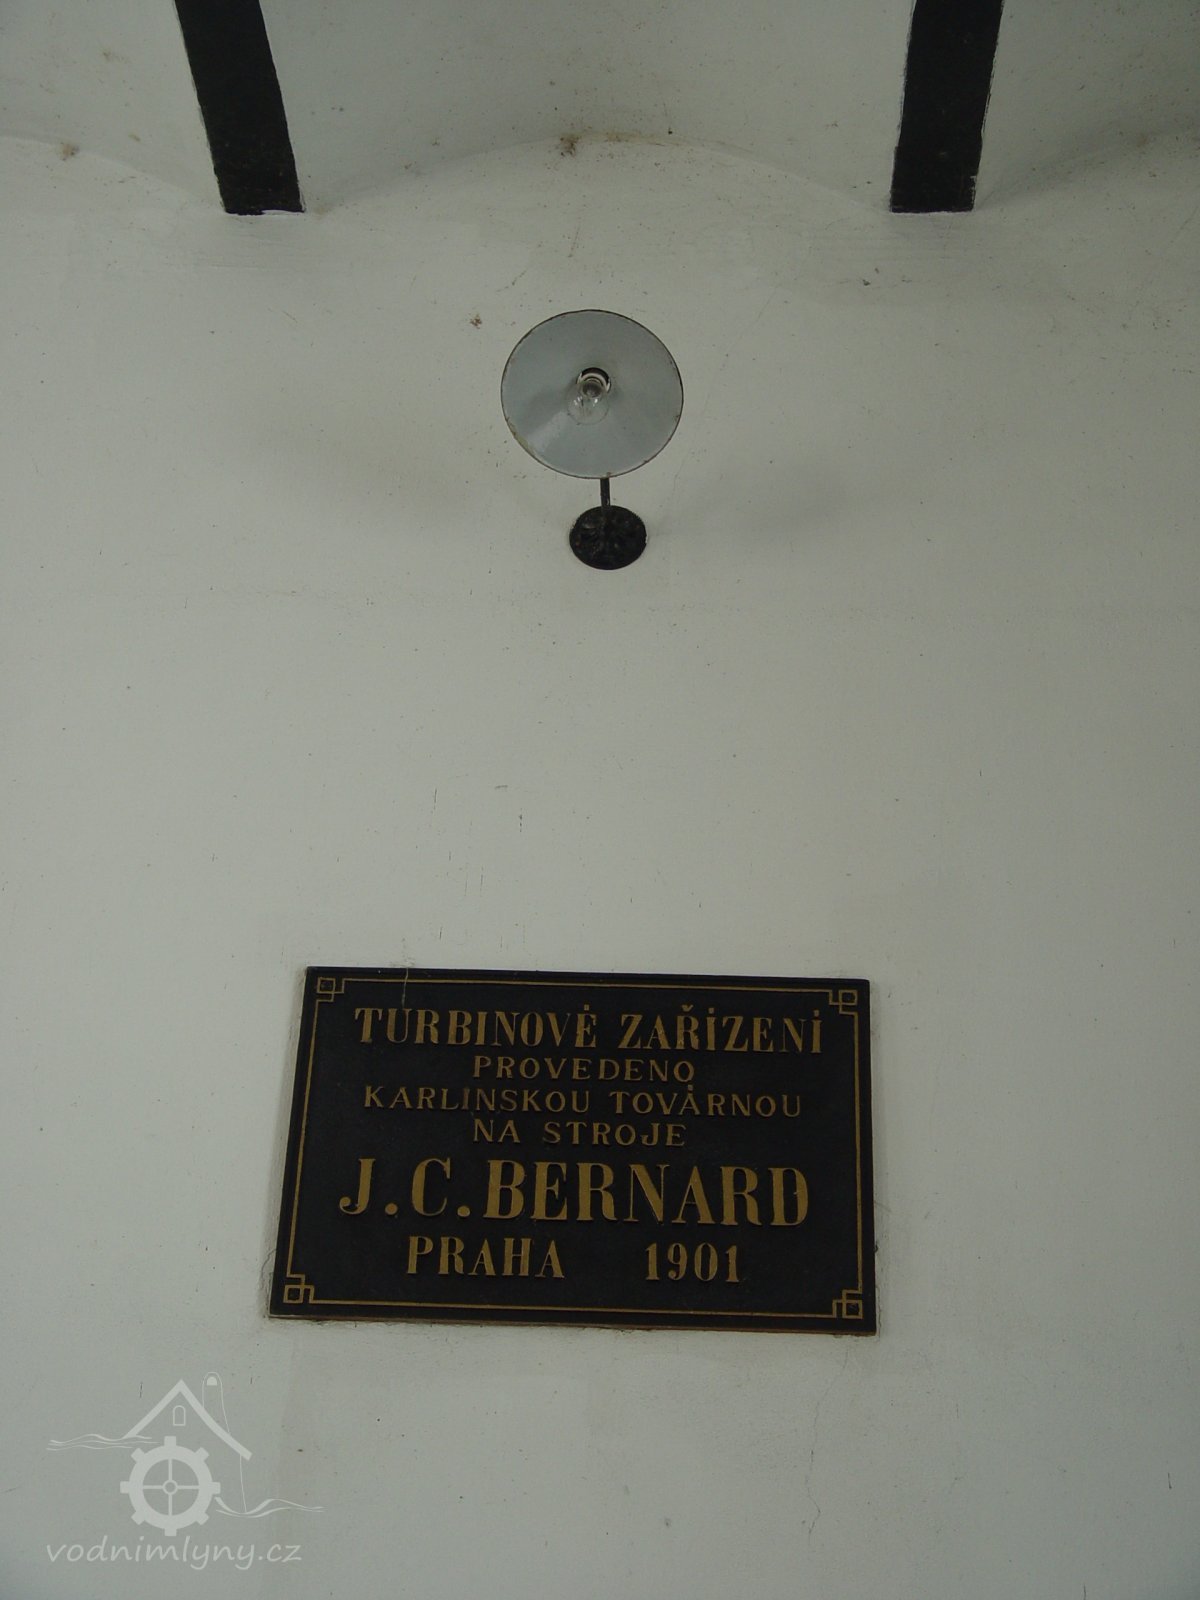 TURBINOVÉ ZAŘÍZENÍ
PROVEDENO
KARLINSKOU TOVÁRNOU
NA STROJE
J. C. BERNARD
PRAHA 1901
vodnimlyny.cz